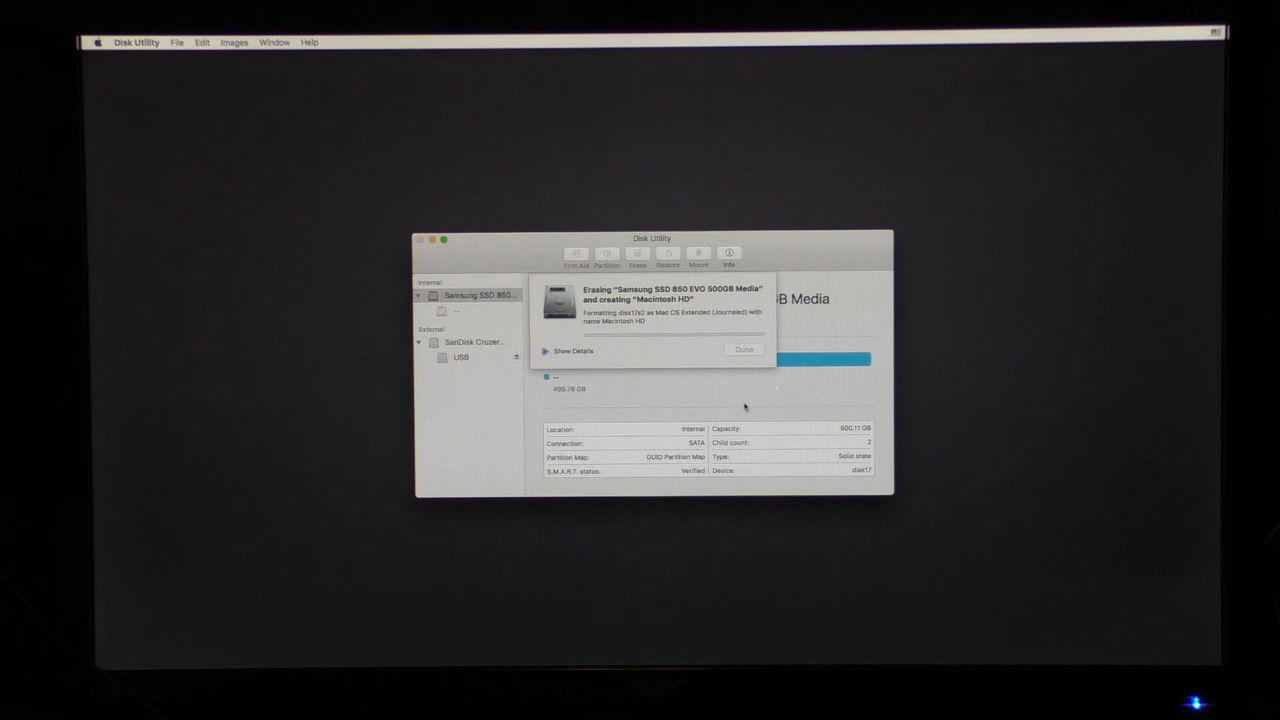 Disk Utility File Edit Images Window Help
Disk Utility
First Aid Partition Erase Restore Mount Info
Internal
Samsung SSD 850...
--
External
SanDisk Cruzer...
USB
Erasing “Samsung SSD 850 EVO 500GB Media”
and creating “Macintosh HD”
Formatting disk17s2 as Mac OS Extended (Journaled) with
name Macintosh HD
Show Details
Done
B Media
--
499.76 GB
Location: Internal
Connection: SATA
Partition Map: GUID Partition Map
S.M.A.R.T. status: Verified
Capacity: 500.11 GB
Child count: 2
Type: Solid state
Device: disk17
acer